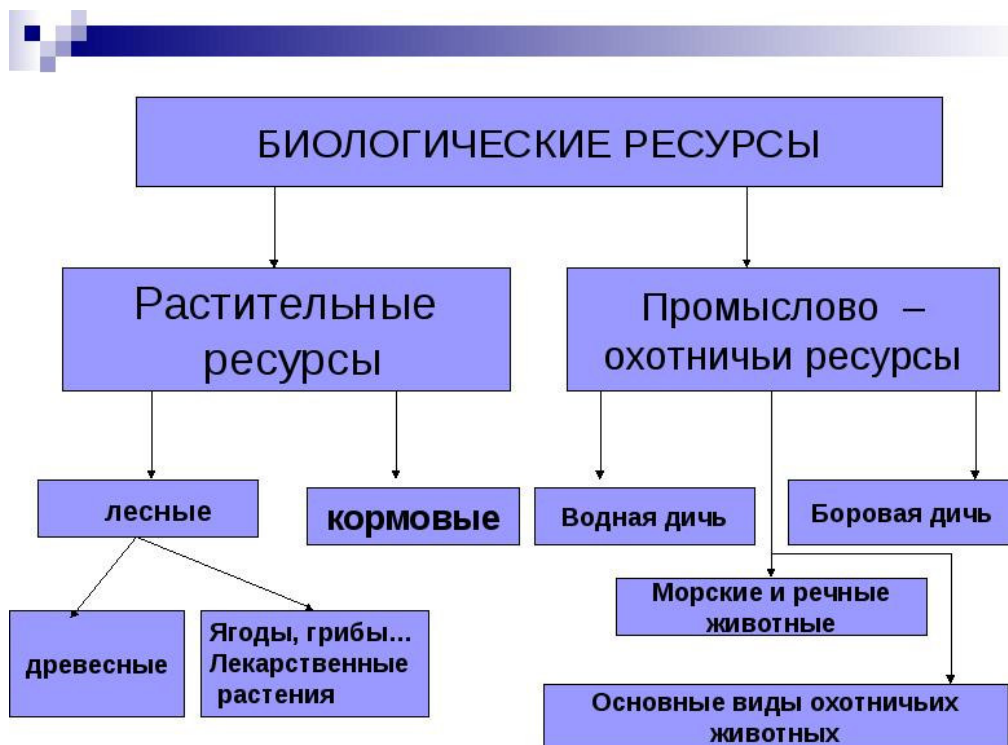 БИОЛОГИЧЕСКИЕ РЕСУРСЫ
Растительные
ресурсы
Промыслово –
охотничьи ресурсы
лесные
кормовые
Водная дичь
Боровая дичь
Морские и речные
животные
древесные
Ягоды, грибы...
Лекарственные
растения
Основные виды охотничьих
животных